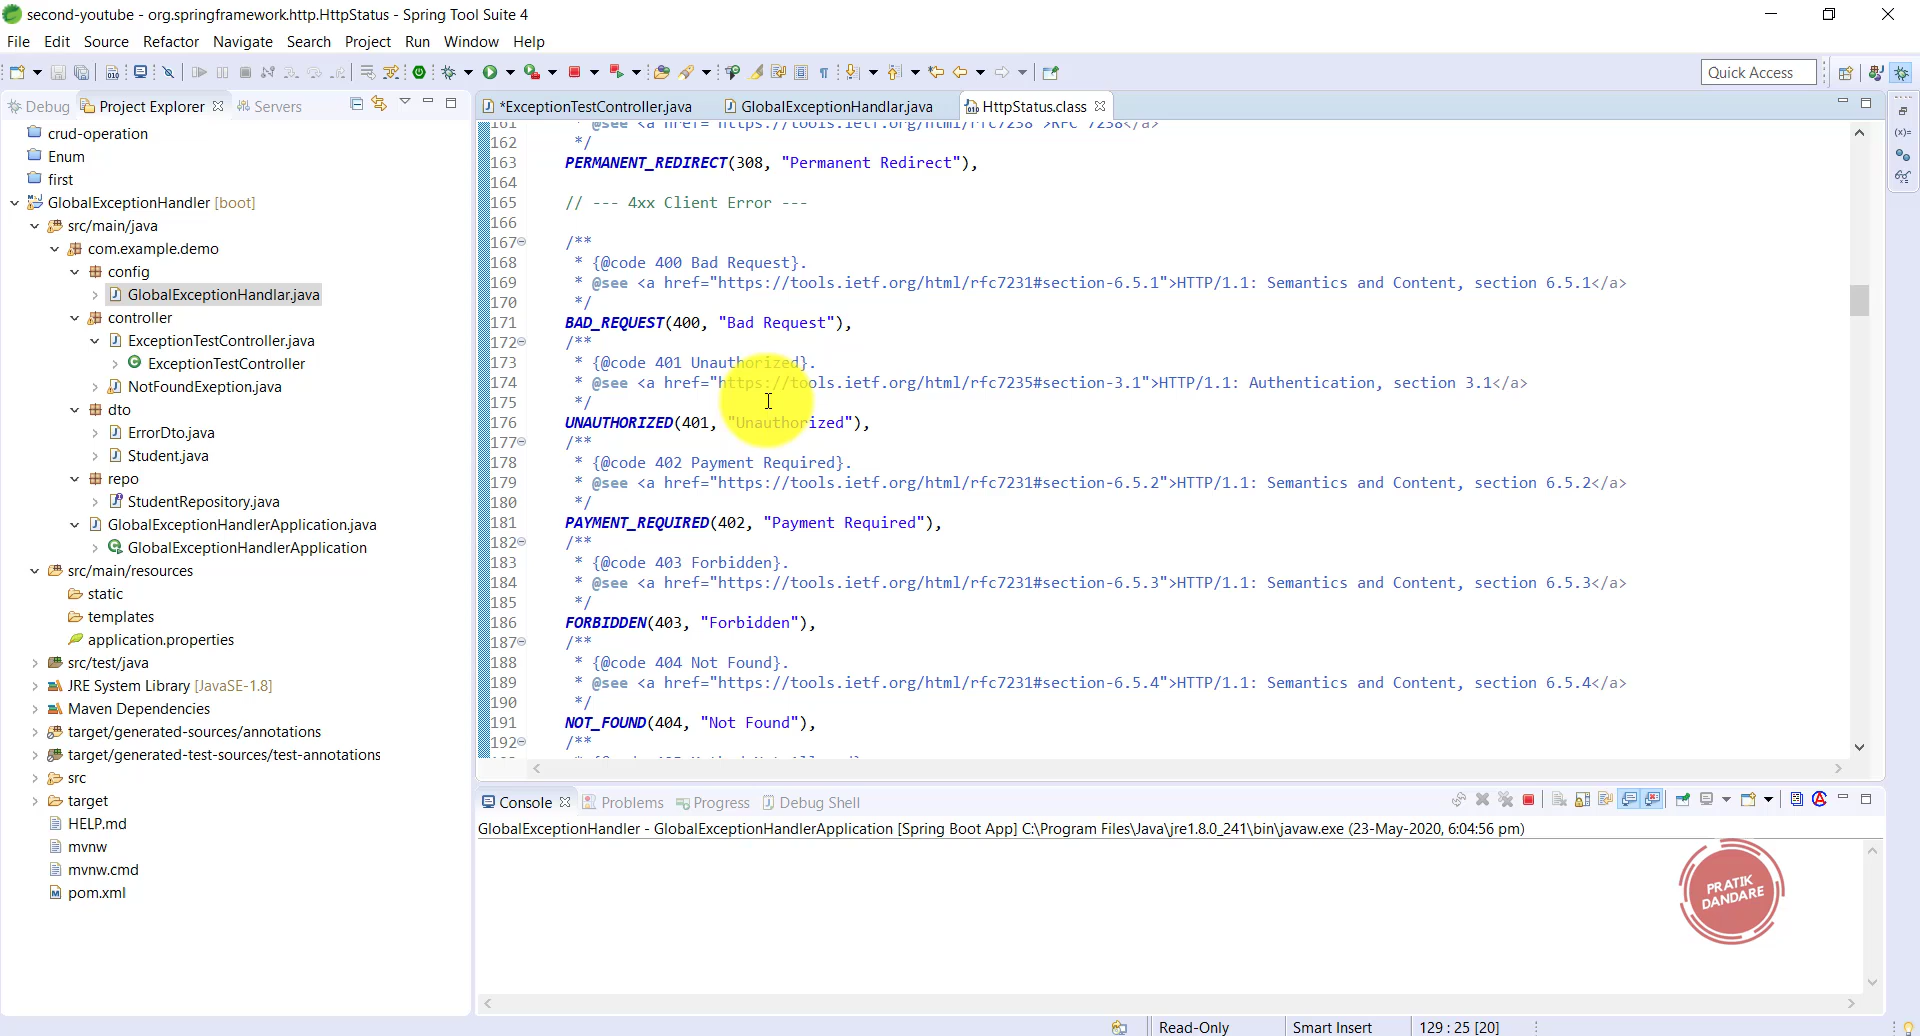 second-youtube - org.springframework.http.HttpStatus - Spring Tool Suite 4
File Edit Source Refactor Navigate Search Project Run Window Help
Quick Access
Debug Project Explorer Servers
crud-operation
Enum
first
GlobalExceptionHandler [boot]
src/main/java
com.example.demo
config
GlobalExceptionHandlar.java
controller
ExceptionTestController.java
ExceptionTestController
NotFoundExeption.java
dto
ErrorDto.java
Student.java
repo
StudentRepository.java
GlobalExceptionHandlerApplication.java
GlobalExceptionHandlerApplication
src/main/resources
static
templates
application.properties
src/test/java
JRE System Library [JavaSE-1.8]
Maven Dependencies
target/generated-sources/annotations
target/generated-test-sources/test-annotations
src
target
HELP.md
mvnw
mvnw.cmd
pom.xml
*ExceptionTestController.java GlobalExceptionHandlar.java HttpStatus.class
161 * @see <a href="https://tools.ietf.org/html/rfc7238">RFC 7238</a>
162 */
163 PERMANENT_REDIRECT(308, "Permanent Redirect"),
164
165 // --- 4xx Client Error ---
166
167 /**
168 * {@code 400 Bad Request}.
169 * @see <a href="https://tools.ietf.org/html/rfc7231#section-6.5.1">HTTP/1.1: Semantics and Content, section 6.5.1</a>
170 */
171 BAD_REQUEST(400, "Bad Request"),
172 /**
173 * {@code 401 Unauthorized}.
174 * @see <a href="https://tools.ietf.org/html/rfc7235#section-3.1">HTTP/1.1: Authentication, section 3.1</a>
175 */
176 UNAUTHORIZED(401, "Unauthorized"),
177 /**
178 * {@code 402 Payment Required}.
179 * @see <a href="https://tools.ietf.org/html/rfc7231#section-6.5.2">HTTP/1.1: Semantics and Content, section 6.5.2</a>
180 */
181 PAYMENT_REQUIRED(402, "Payment Required"),
182 /**
183 * {@code 403 Forbidden}.
184 * @see <a href="https://tools.ietf.org/html/rfc7231#section-6.5.3">HTTP/1.1: Semantics and Content, section 6.5.3</a>
185 */
186 FORBIDDEN(403, "Forbidden"),
187 /**
188 * {@code 404 Not Found}.
189 * @see <a href="https://tools.ietf.org/html/rfc7231#section-6.5.4">HTTP/1.1: Semantics and Content, section 6.5.4</a>
190 */
191 NOT_FOUND(404, "Not Found"),
192 /**
Console Problems Progress Debug Shell
GlobalExceptionHandler - GlobalExceptionHandlerApplication [Spring Boot App] C:\Program Files\Java\jre1.8.0_241\bin\javaw.exe (23-May-2020, 6:04:56 pm)
PRATIK
DANDARE
Read-Only Smart Insert 129 : 25 [20]